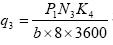 q₃ = P₁N₃K₄ / b × 8 × 3600